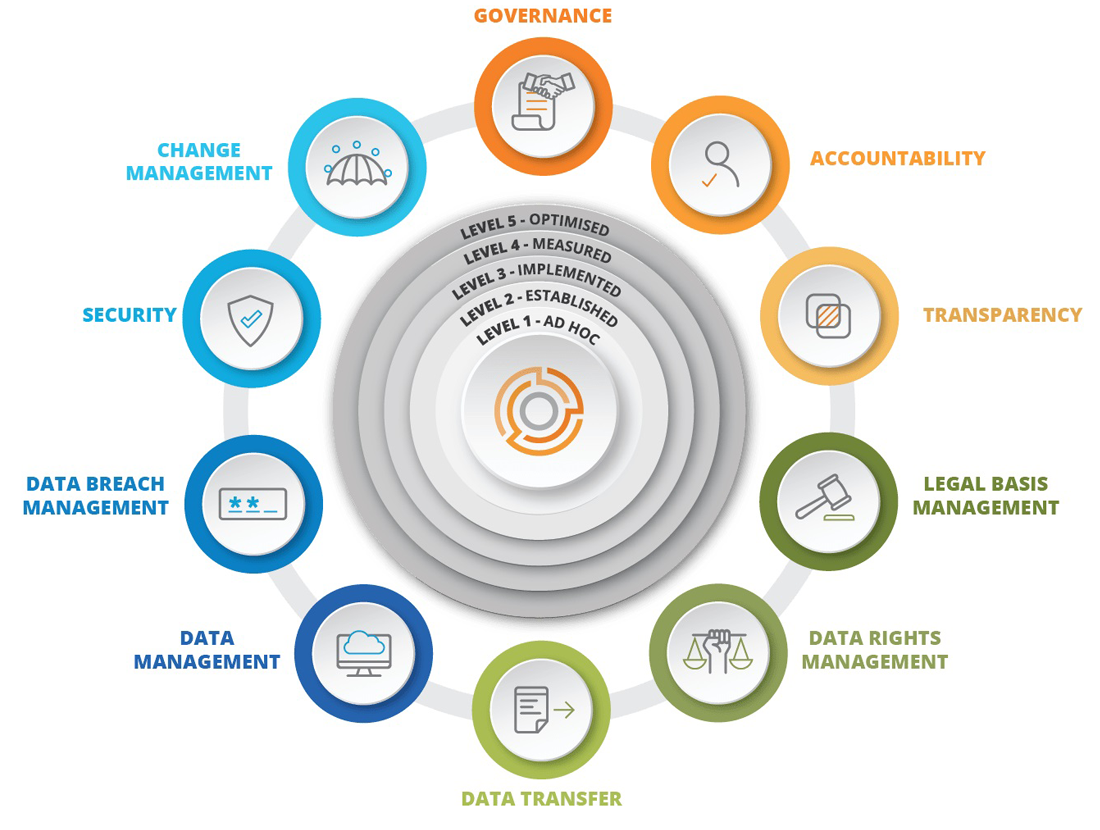 GOVERNANCE
CHANGE
MANAGEMENT
ACCOUNTABILITY
LEVEL 5 - OPTIMISED
LEVEL 4 - MEASURED
LEVEL 3 - IMPLEMENTED
LEVEL 2 - ESTABLISHED
LEVEL 1 - AD HOC
SECURITY
TRANSPARENCY
DATA BREACH
MANAGEMENT
**_
LEGAL BASIS
MANAGEMENT
DATA
MANAGEMENT
DATA RIGHTS
MANAGEMENT
DATA TRANSFER